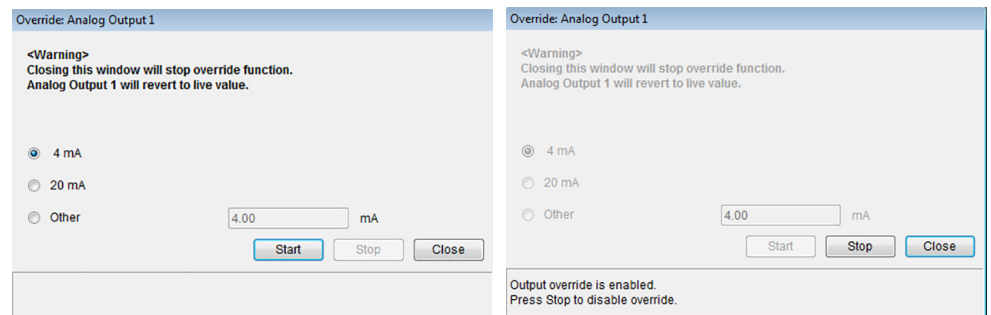 Override: Analog Output 1
<Warning>
Closing this window will stop override function.
Analog Output 1 will revert to live value.
4 mA
20 mA
Other 4.00 mA
Start Stop Close
Override: Analog Output 1
<Warning>
Closing this window will stop override function.
Analog Output 1 will revert to live value.
4 mA
20 mA
Other 4.00 mA
Start Stop Close
Output override is enabled.
Press Stop to disable override.